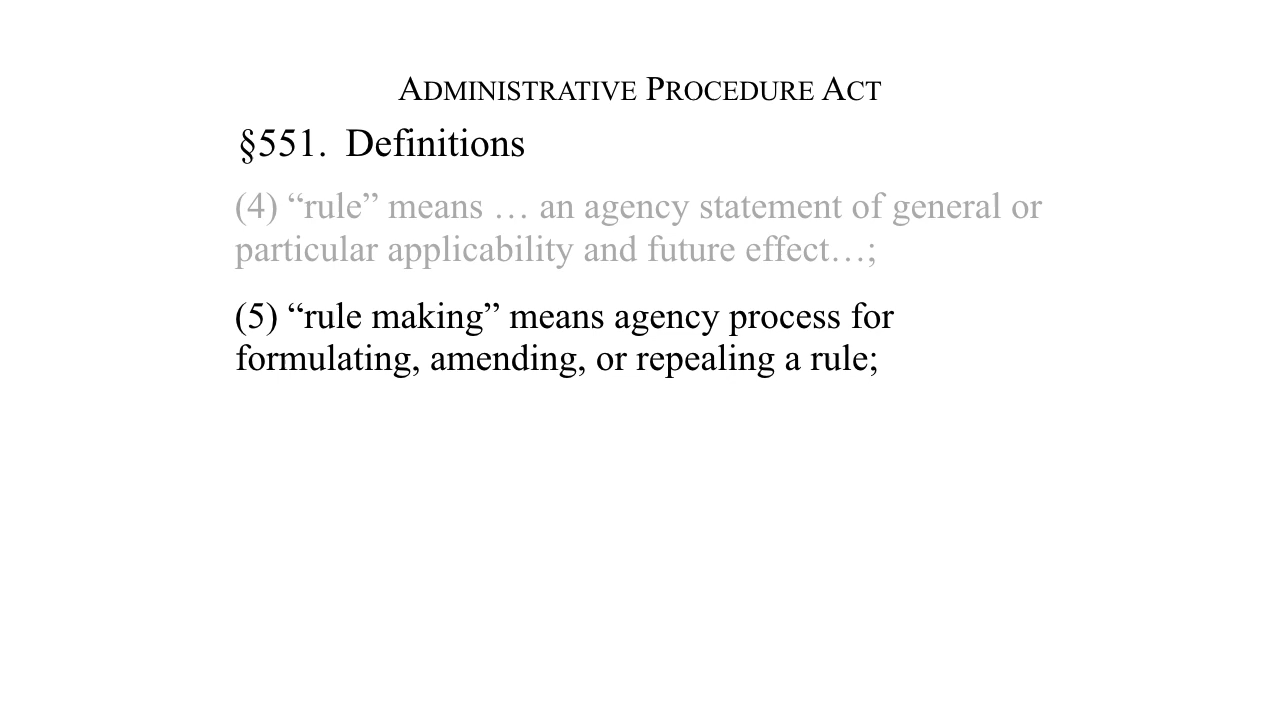 ADMINISTRATIVE PROCEDURE ACT
§551. Definitions
(4) “rule” means … an agency statement of general or
particular applicability and future effect…;
(5) “rule making” means agency process for
formulating, amending, or repealing a rule;